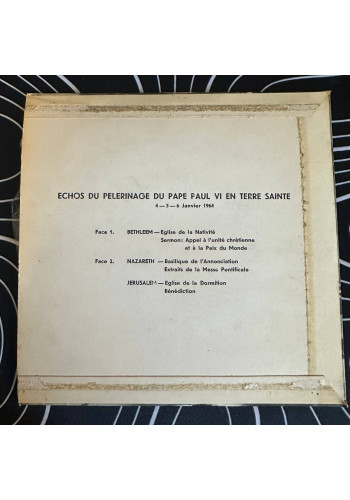 ECHOS DU PELERINAGE DU PAPE PAUL VI EN TERRE SAINTE
4—5—6 Janvier 1964
Face 1. BETHLEEM — Eglise de la Nativité
Sermon: Appel à l'unité chrétienne
et à la Paix du Monde
Face 2. NAZARETH — Basilique de l'Annonciation
Extraits de la Messe Pontificale
JERUSALEM — Eglise de la Dormition
Bénédiction